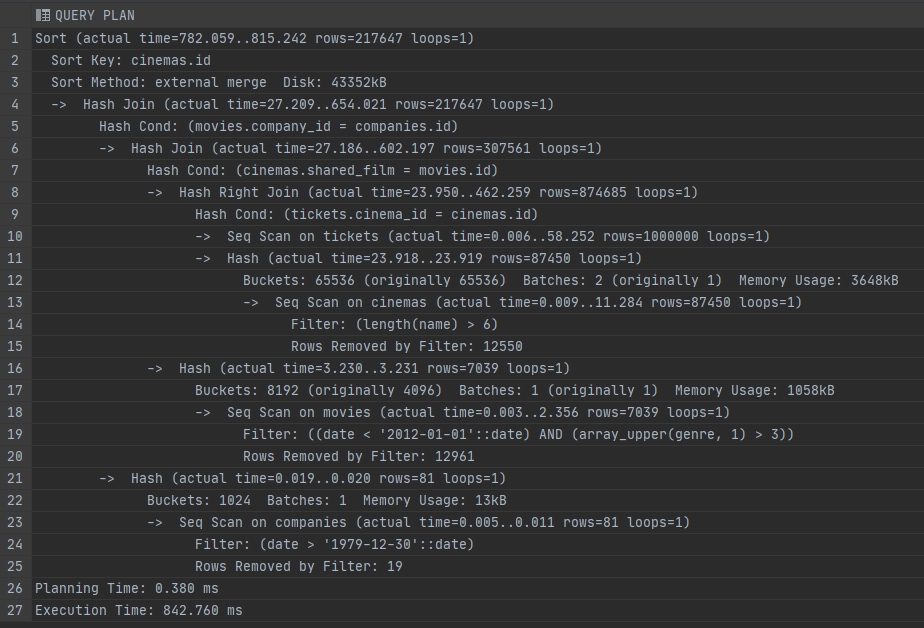 QUERY PLAN
1 Sort (actual time=782.059..815.242 rows=217647 loops=1)
2 Sort Key: cinemas.id
3 Sort Method: external merge  Disk: 43352kB
4 ->  Hash Join (actual time=27.209..654.021 rows=217647 loops=1)
5 Hash Cond: (movies.company_id = companies.id)
6 ->  Hash Join (actual time=27.186..602.197 rows=307561 loops=1)
7 Hash Cond: (cinemas.shared_film = movies.id)
8 ->  Hash Right Join (actual time=23.950..462.259 rows=874685 loops=1)
9 Hash Cond: (tickets.cinema_id = cinemas.id)
10 ->  Seq Scan on tickets (actual time=0.006..58.252 rows=1000000 loops=1)
11 ->  Hash (actual time=23.918..23.919 rows=87450 loops=1)
12 Buckets: 65536 (originally 65536)  Batches: 2 (originally 1)  Memory Usage: 3648kB
13 ->  Seq Scan on cinemas (actual time=0.009..11.284 rows=87450 loops=1)
14 Filter: (length(name) > 6)
15 Rows Removed by Filter: 12550
16 ->  Hash (actual time=3.230..3.231 rows=7039 loops=1)
17 Buckets: 8192 (originally 4096)  Batches: 1 (originally 1)  Memory Usage: 1058kB
18 ->  Seq Scan on movies (actual time=0.003..2.356 rows=7039 loops=1)
19 Filter: ((date < '2012-01-01'::date) AND (array_upper(genre, 1) > 3))
20 Rows Removed by Filter: 12961
21 ->  Hash (actual time=0.019..0.020 rows=81 loops=1)
22 Buckets: 1024  Batches: 1  Memory Usage: 13kB
23 ->  Seq Scan on companies (actual time=0.005..0.011 rows=81 loops=1)
24 Filter: (date > '1979-12-30'::date)
25 Rows Removed by Filter: 19
26 Planning Time: 0.380 ms
27 Execution Time: 842.760 ms